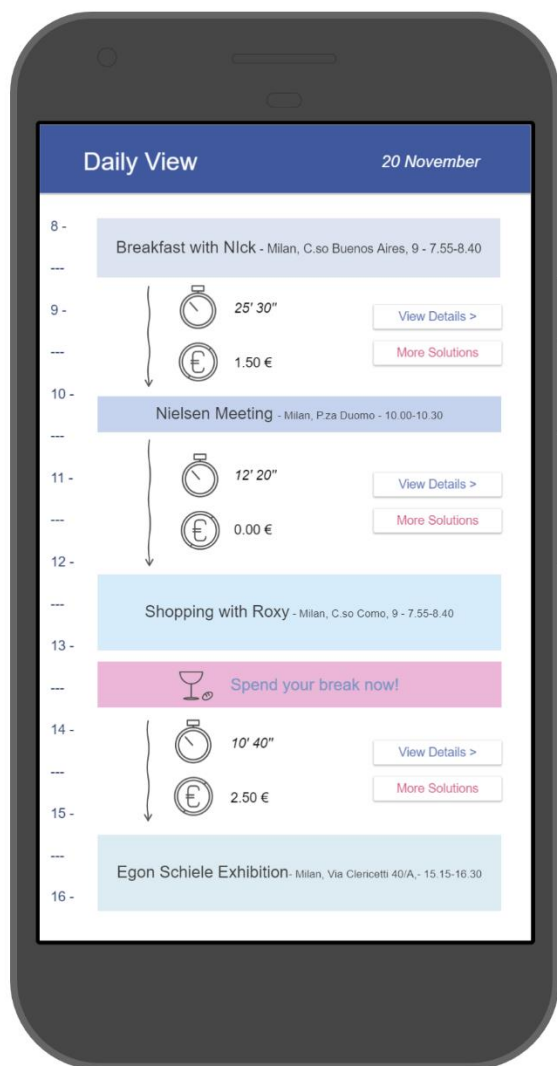 Daily View 20 November
8 -
Breakfast with NIck - Milan, C.so Buenos Aires, 9 - 7.55-8.40
---
9 -
25' 30"
View Details >
---
1.50 €
More Solutions
10 -
Nielsen Meeting - Milan, P.za Duomo - 10.00-10.30
---
11 -
12' 20"
View Details >
---
0.00 €
More Solutions
12 -
---
Shopping with Roxy - Milan, C.so Como, 9 - 7.55-8.40
13 -
---
Spend your break now!
14 -
10' 40"
View Details >
---
2.50 €
More Solutions
15 -
---
Egon Schiele Exhibition- Milan, Via Clericetti 40/A,- 15.15-16.30
16 -